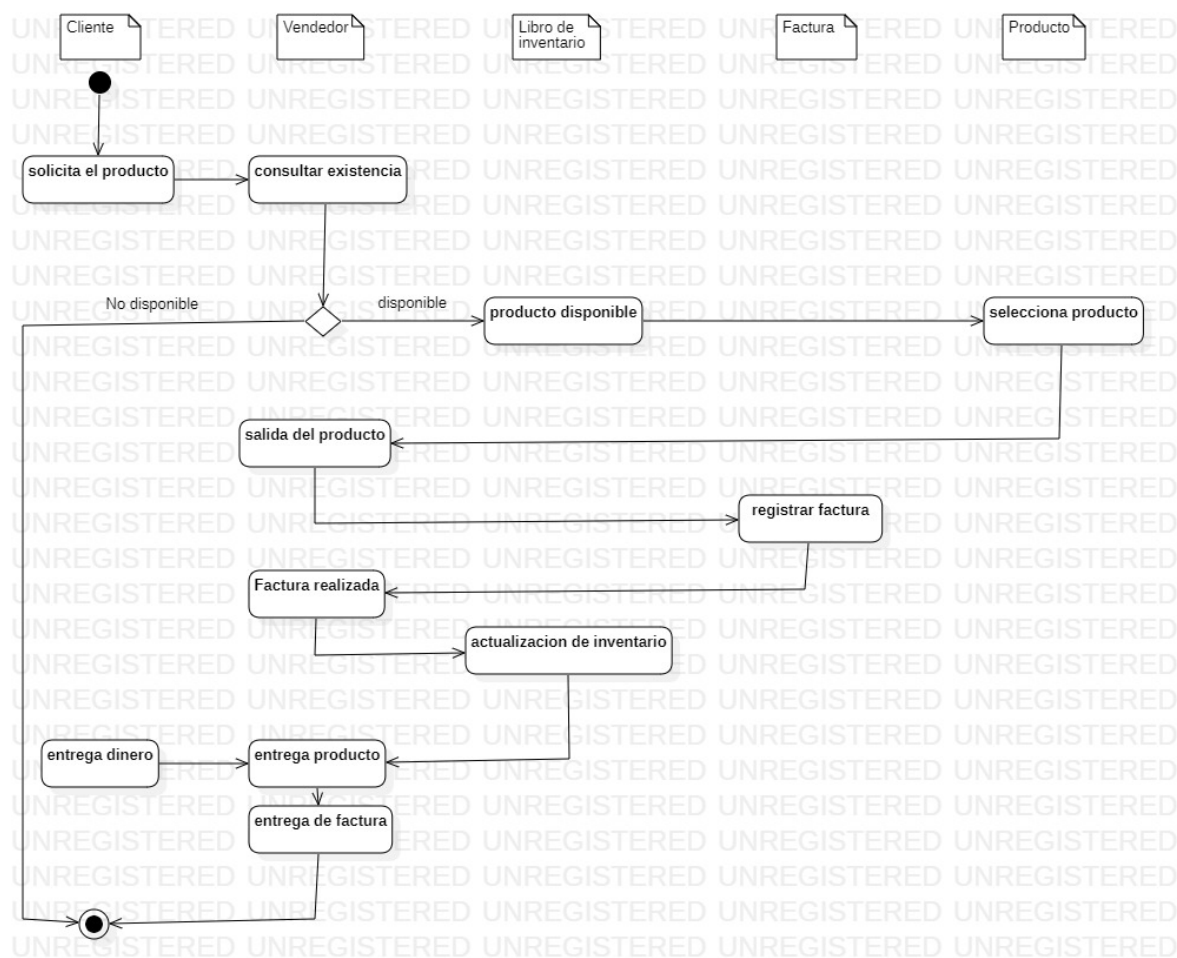 Cliente
Vendedor
Libro de
inventario
Factura
Producto
solicita el producto
consultar existencia
No disponible
disponible
producto disponible
selecciona producto
salida del producto
registrar factura
Factura realizada
actualizacion de inventario
entrega dinero
entrega producto
entrega de factura
UNREGISTERED